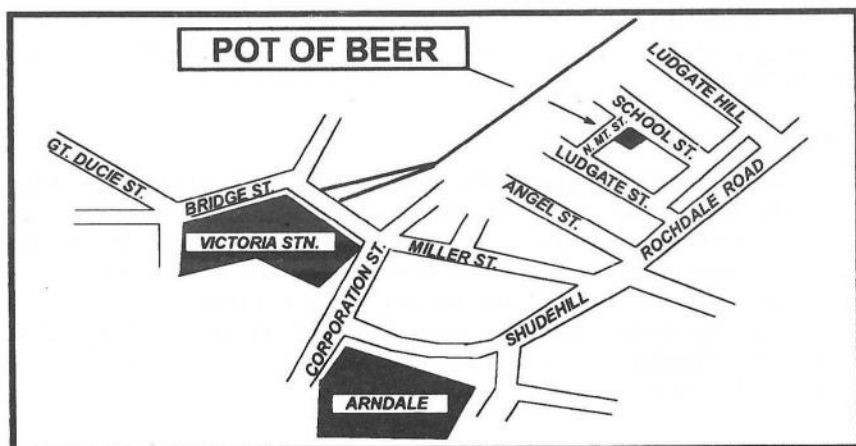 POT OF BEER
LUDGATE HILL
SCHOOL ST.
N. MT. ST.
LUDGATE ST.
ANGEL ST.
ROCHDALE ROAD
GT. DUCIE ST.
BRIDGE ST.
VICTORIA STN.
MILLER ST.
CORPORATION ST.
SHUDEHILL
ARNDALE